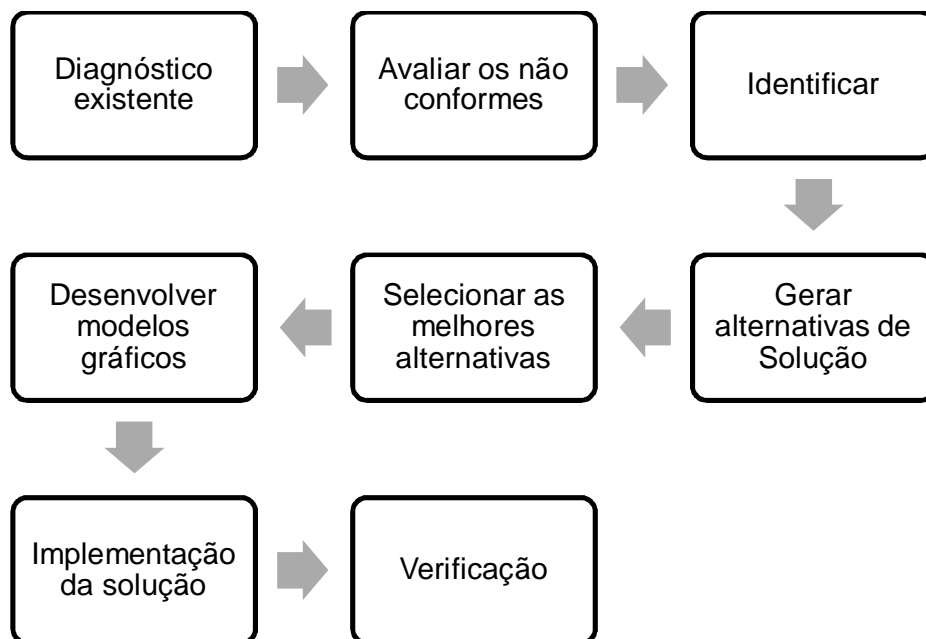 Diagnóstico
existente
Avaliar os não
conformes
Identificar
Gerar
alternativas de
Solução
Selecionar as
melhores
alternativas
Desenvolver
modelos
gráficos
Implementação
da solução
Verificação